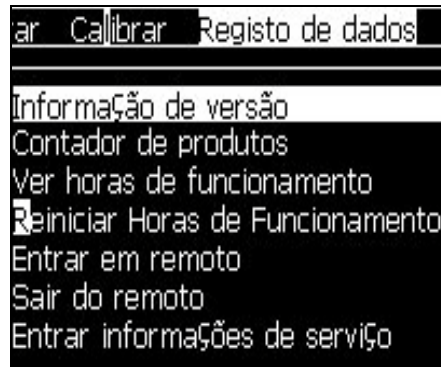 ar Calibrar Registo de dados
Informação de versão
Contador de produtos
Ver horas de funcionamento
Reiniciar Horas de Funcionamento
Entrar em remoto
Sair do remoto
Entrar informações de serviço